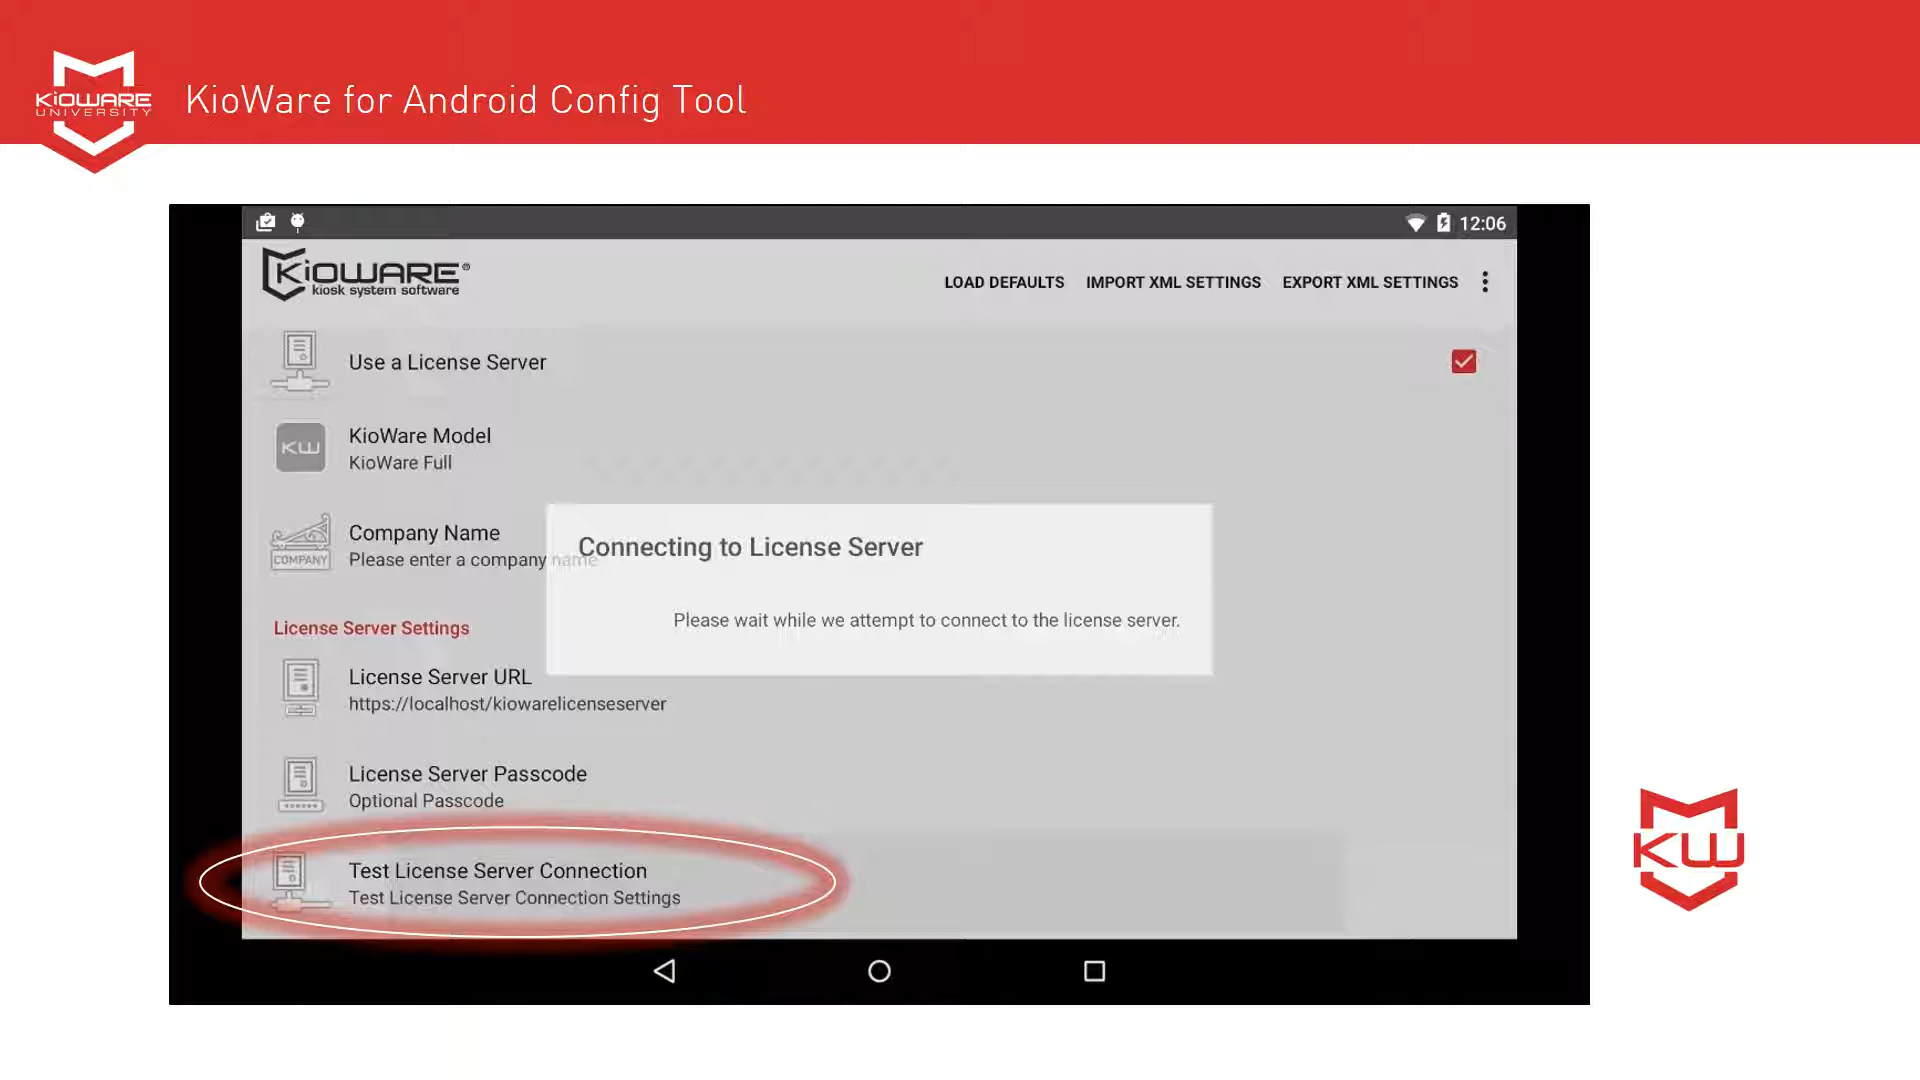 KiOWARE
UNIVERSITY
KioWare for Android Config Tool
12:06
KiOWARE®
kiosk system software
LOAD DEFAULTS
IMPORT XML SETTINGS
EXPORT XML SETTINGS
Use a License Server
KW
KioWare Model
KioWare Full
COMPANY
Company Name
Please enter a company name
Connecting to License Server
Please wait while we attempt to connect to the license server.
License Server Settings
License Server URL
https://localhost/kiowarelicenseserver
License Server Passcode
Optional Passcode
Test License Server Connection
Test License Server Connection Settings
KW